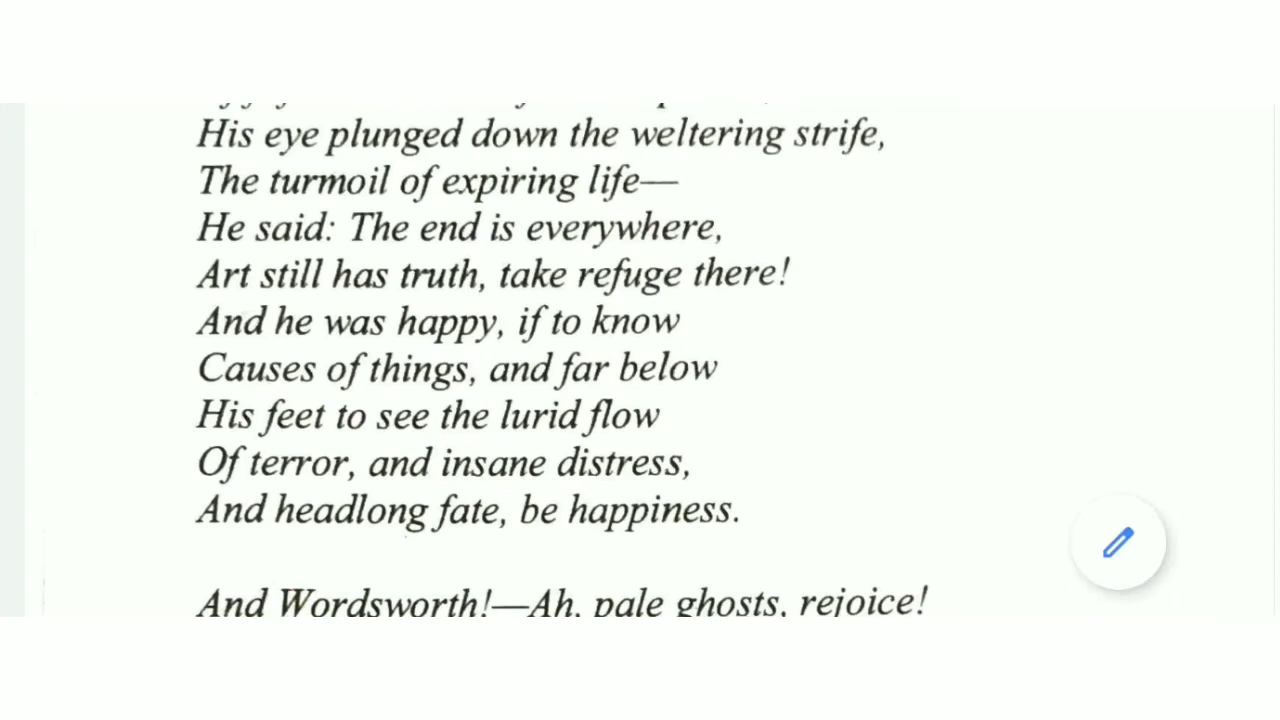 His eye plunged down the weltering strife,
The turmoil of expiring life—
He said: The end is everywhere,
Art still has truth, take refuge there!
And he was happy, if to know
Causes of things, and far below
His feet to see the lurid flow
Of terror, and insane distress,
And headlong fate, be happiness.
And Wordsworth!—Ah, pale ghosts, rejoice!